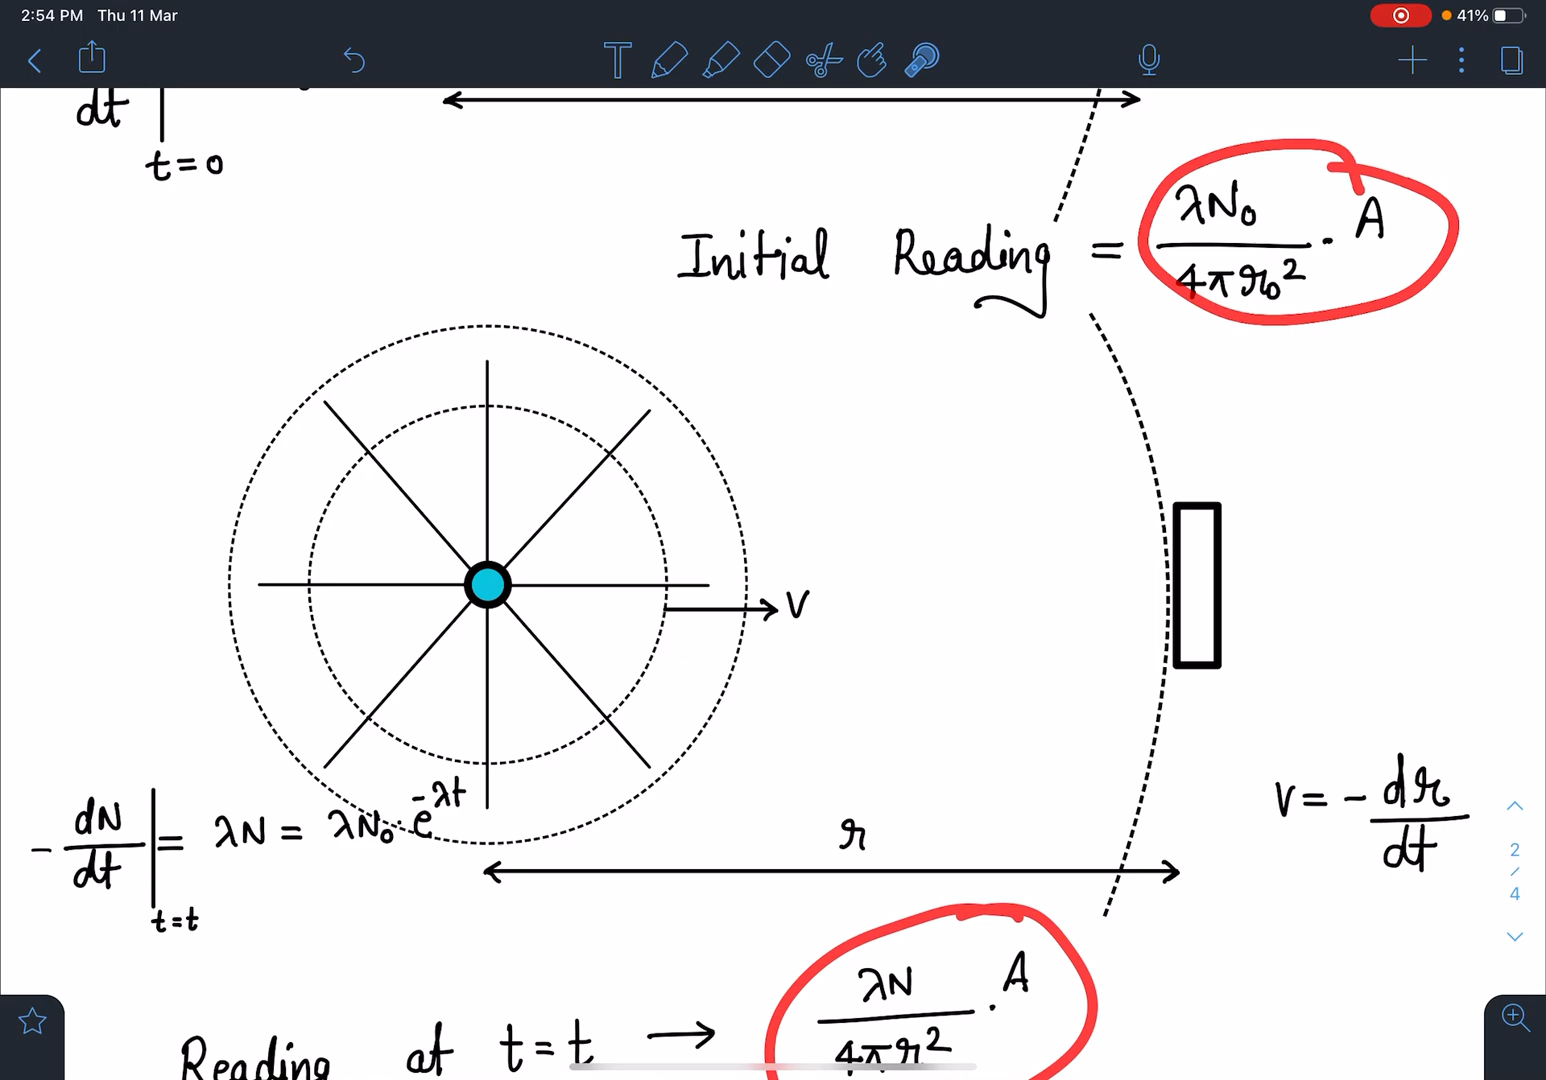 2:54 PM Thu 11 Mar 41%
T
dt | t=0
Initial Reading = λN₀ / 4πr₀² · A
V
r
- dN/dt | t=t = λN = λN₀·e^-λt
V = - dr/dt
2 / 4
Reading at t=t → λN / 4πr² · A